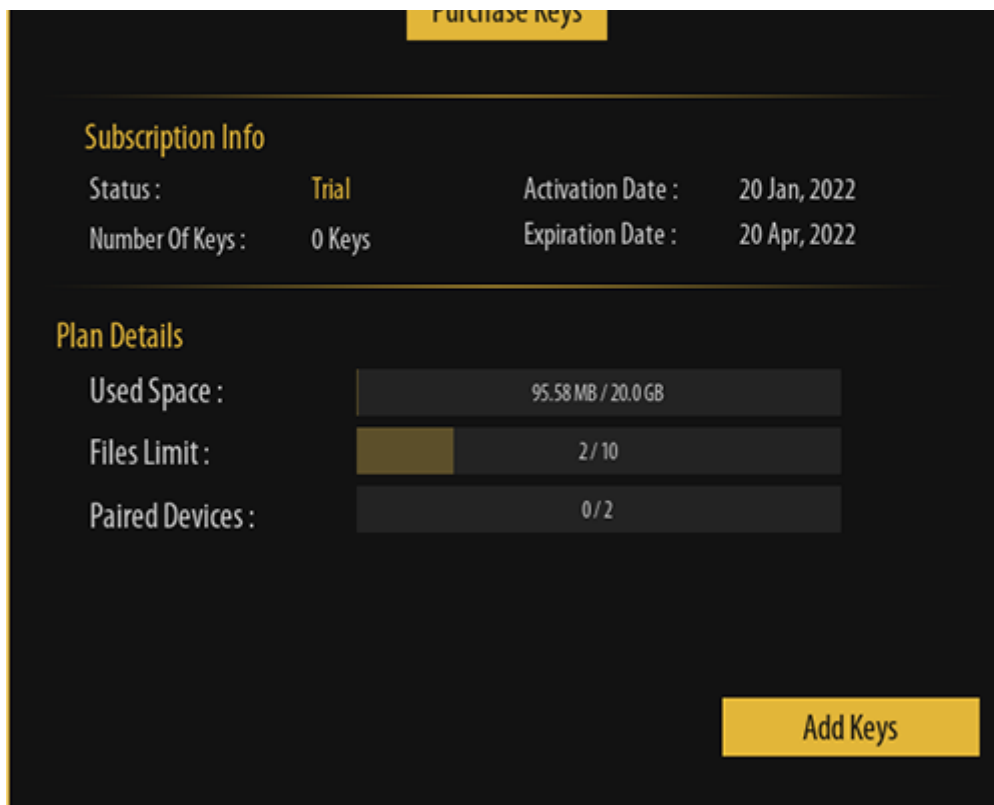 Purchase Keys
Subscription Info
Status : Trial Activation Date : 20 Jan, 2022
Number Of Keys : 0 Keys Expiration Date : 20 Apr, 2022
Plan Details
Used Space : 95.58 MB / 20.0 GB
Files Limit : 2 / 10
Paired Devices : 0 / 2
Add Keys